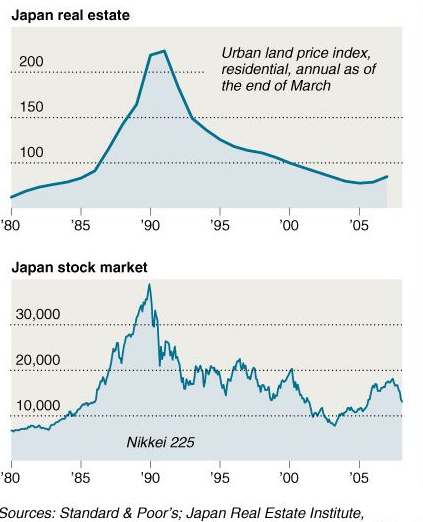 Japan real estate
200
Urban land price index,
residential, annual as of
the end of March
150
100
'80 '85 '90 '95 '00 '05
Japan stock market
30,000
20,000
10,000
Nikkei 225
'80 '85 '90 '95 '00 '05
Sources: Standard & Poor's; Japan Real Estate Institute,